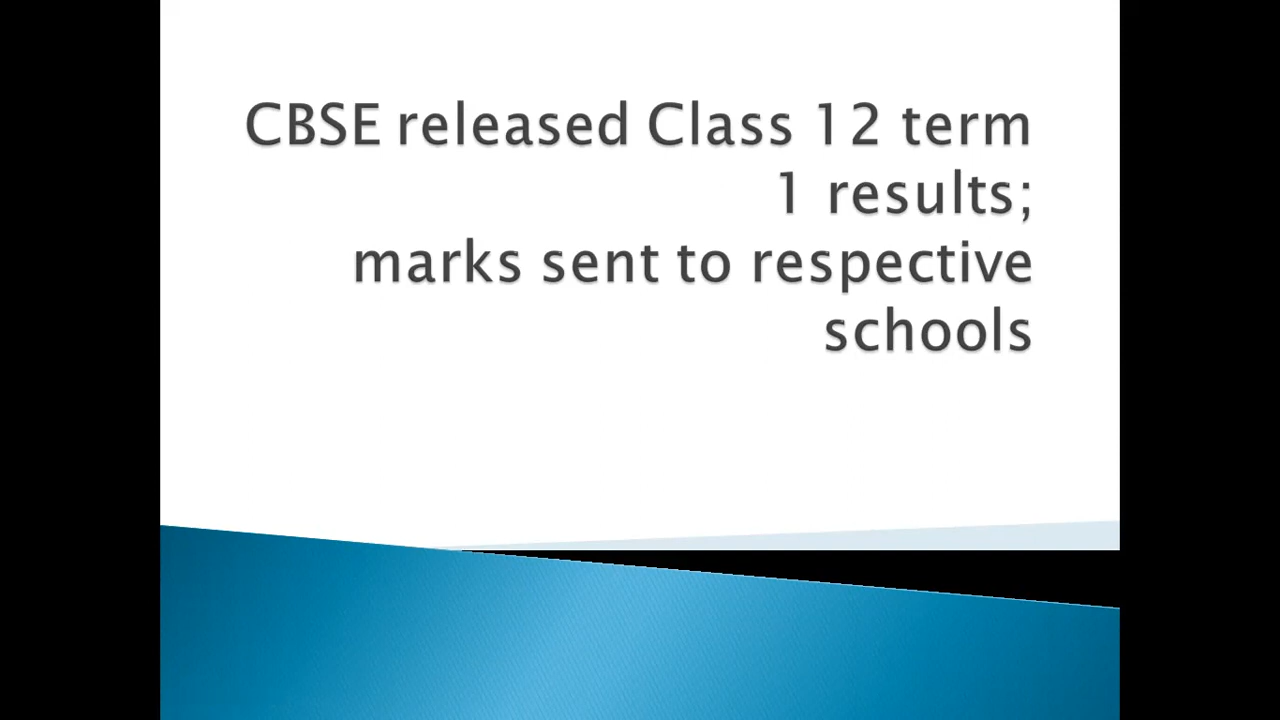 CBSE released Class 12 term
1 results;
marks sent to respective
schools